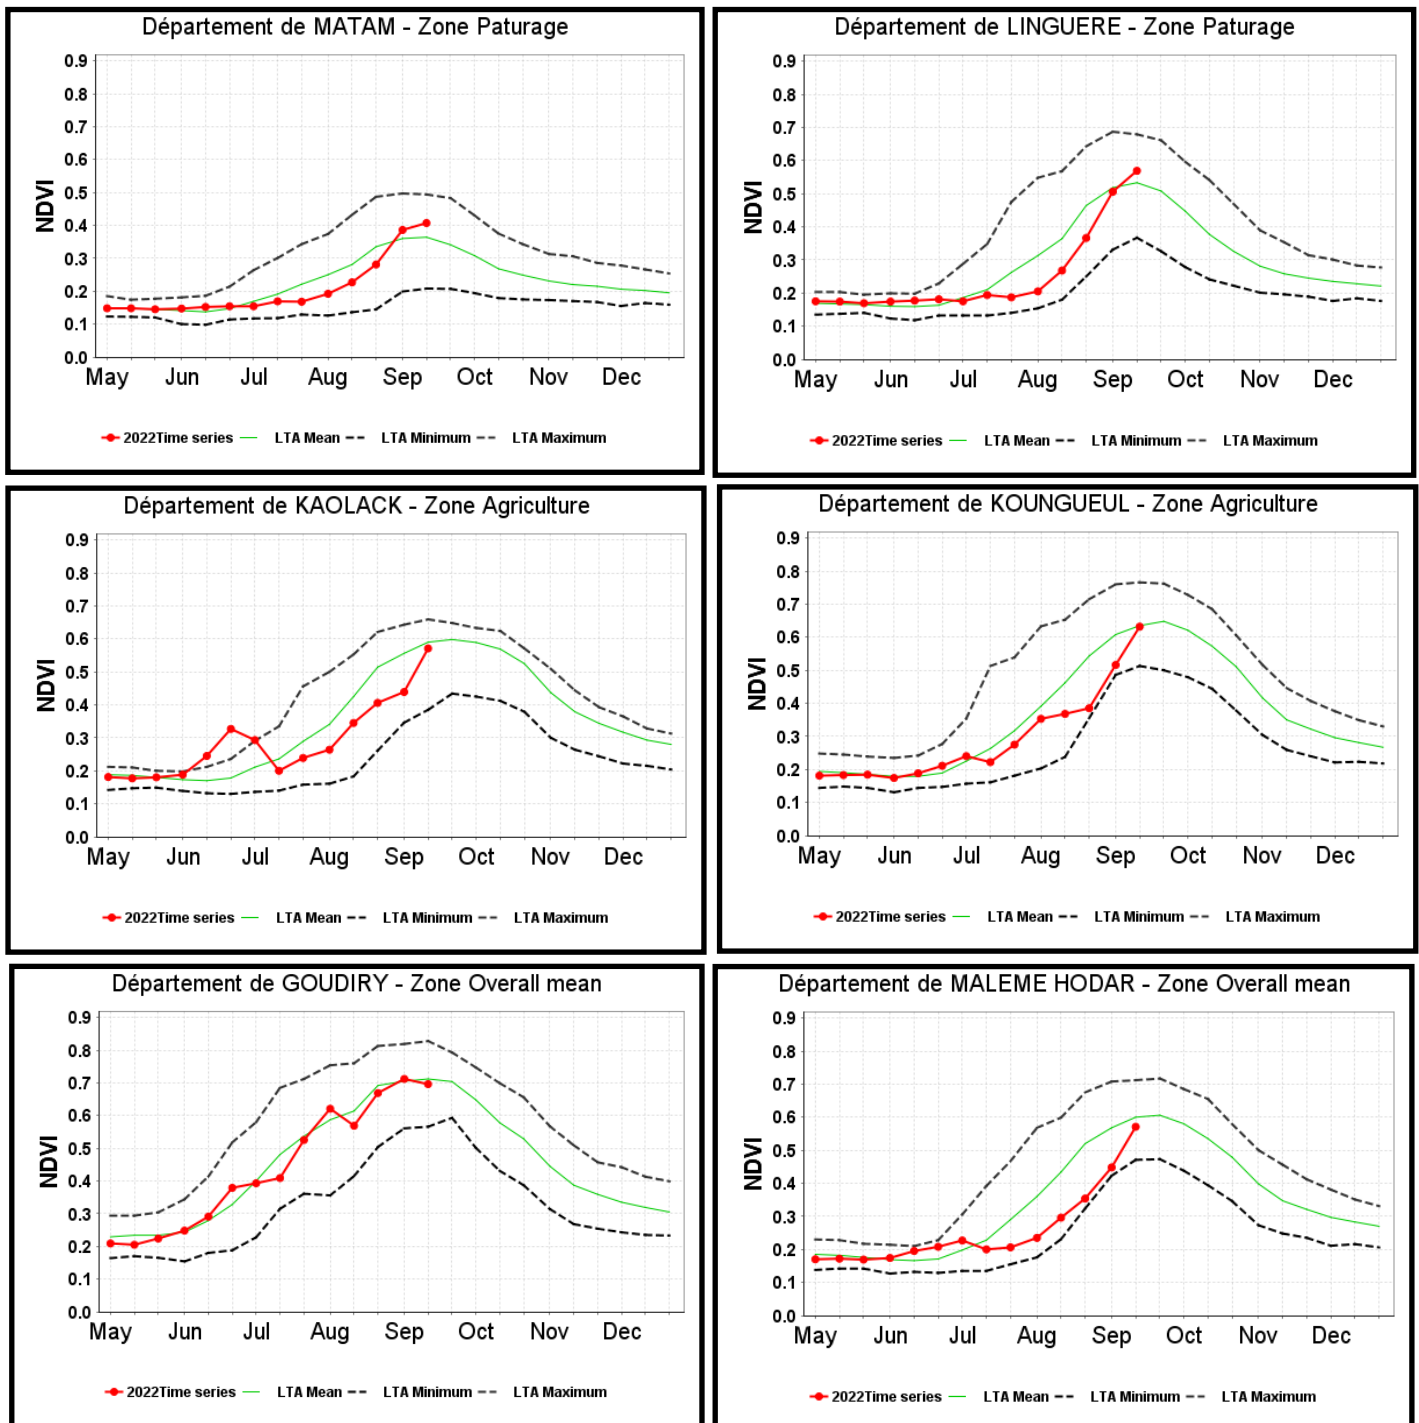 Département de MATAM - Zone Paturage
NDVI
0.9
0.8
0.7
0.6
0.5
0.4
0.3
0.2
0.1
0.0
May Jun Jul Aug Sep Oct Nov Dec
2022Time series LTA Mean LTA Minimum LTA Maximum
Département de LINGUERE - Zone Paturage
NDVI
0.9
0.8
0.7
0.6
0.5
0.4
0.3
0.2
0.1
0.0
May Jun Jul Aug Sep Oct Nov Dec
2022Time series LTA Mean LTA Minimum LTA Maximum
Département de KAOLACK - Zone Agriculture
NDVI
0.9
0.8
0.7
0.6
0.5
0.4
0.3
0.2
0.1
0.0
May Jun Jul Aug Sep Oct Nov Dec
2022Time series LTA Mean LTA Minimum LTA Maximum
Département de KOUNGUEUL - Zone Agriculture
NDVI
0.9
0.8
0.7
0.6
0.5
0.4
0.3
0.2
0.1
0.0
May Jun Jul Aug Sep Oct Nov Dec
2022Time series LTA Mean LTA Minimum LTA Maximum
Département de GOUDIRY - Zone Overall mean
NDVI
0.9
0.8
0.7
0.6
0.5
0.4
0.3
0.2
0.1
0.0
May Jun Jul Aug Sep Oct Nov Dec
2022Time series LTA Mean LTA Minimum LTA Maximum
Département de MALEME HODAR - Zone Overall mean
NDVI
0.9
0.8
0.7
0.6
0.5
0.4
0.3
0.2
0.1
0.0
May Jun Jul Aug Sep Oct Nov Dec
2022Time series LTA Mean LTA Minimum LTA Maximum